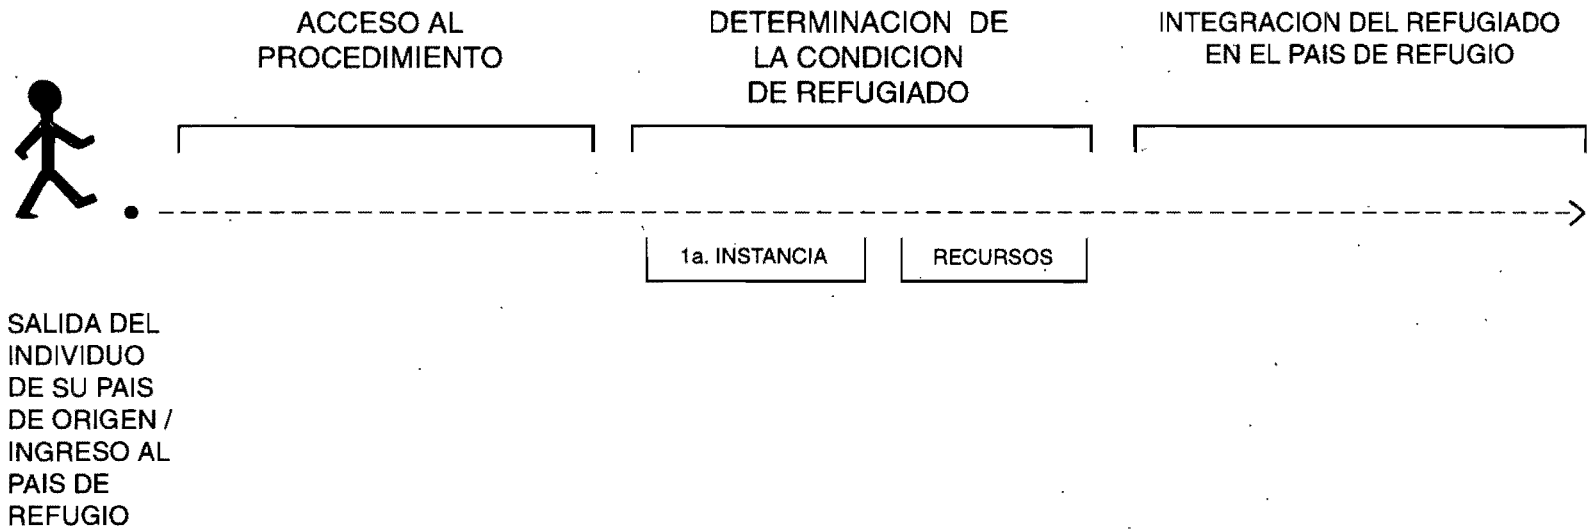 ACCESO AL
PROCEDIMIENTO
DETERMINACION DE
LA CONDICION
DE REFUGIADO
INTEGRACION DEL REFUGIADO
EN EL PAIS DE REFUGIO
1a. INSTANCIA
RECURSOS
SALIDA DEL
INDIVIDUO
DE SU PAIS
DE ORIGEN /
INGRESO AL
PAIS DE
REFUGIO